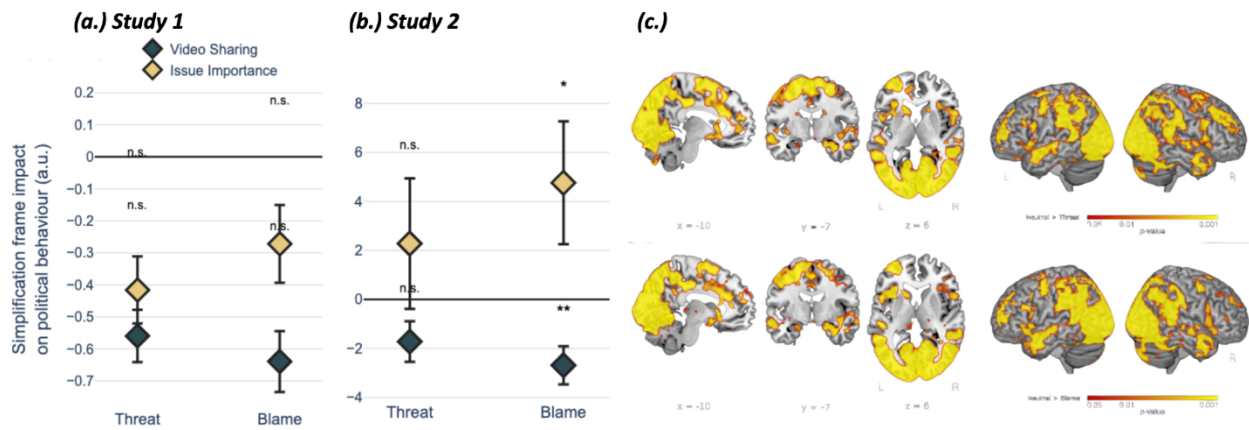 (a.) Study 1
Video Sharing
Issue Importance
Simplification frame impact
on political behaviour (a.u.)
0.2
0.1
0
−0.1
−0.2
−0.3
−0.4
−0.5
−0.6
−0.7
n.s.
n.s.
n.s.
n.s.
Threat
Blame
(b.) Study 2
8
6
4
2
0
−2
−4
*
n.s.
n.s.
**
Threat
Blame
(c.)
L
R
L
R
x = -10
y = -7
z = 6
Neutral > Threat
0.05
0.01
0.001
p-value
L
R
L
R
x = -10
y = -7
z = 6
Neutral > Blame
0.05
0.01
0.001
p-value